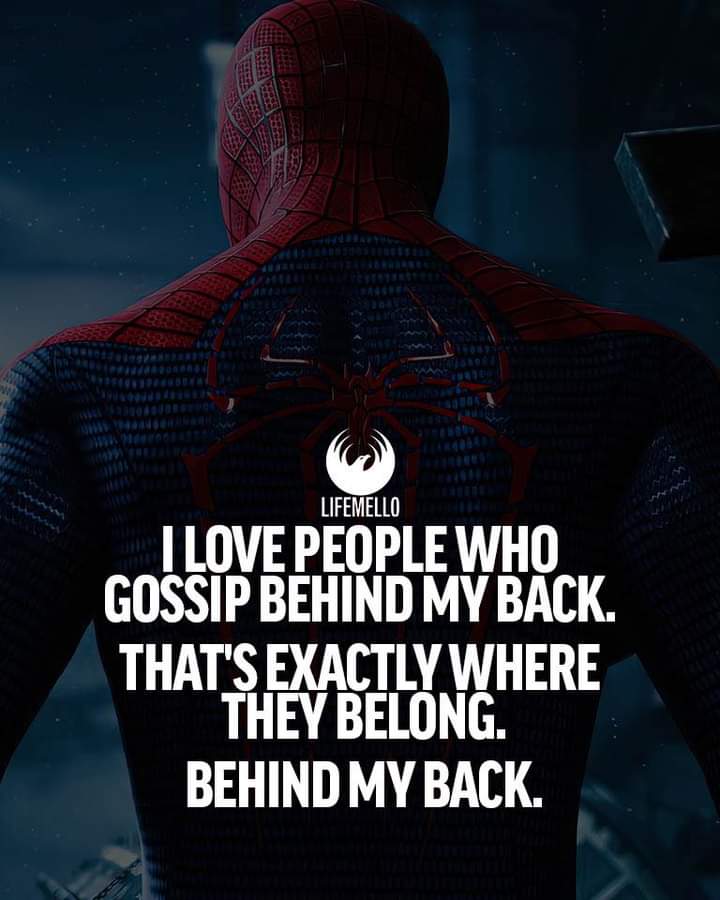 LIFEMELLO
I LOVE PEOPLE WHO
GOSSIP BEHIND MY BACK.
THAT'S EXACTLY WHERE
THEY BELONG.
BEHIND MY BACK.